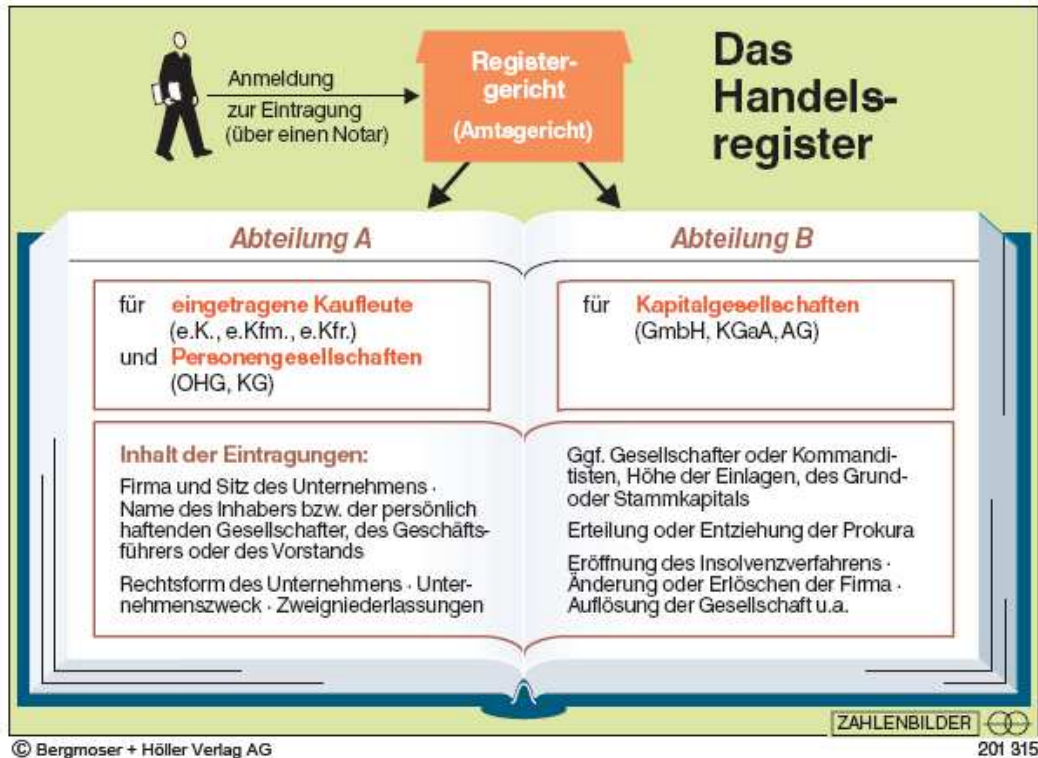 Das
Handels-
register
Anmeldung
zur Eintragung
(über einen Notar)
Register-
gericht
(Amtsgericht)
Abteilung A
für eingetragene Kaufleute
(e.K., e.Kfm., e.Kfr.)
und Personengesellschaften
(OHG, KG)
Abteilung B
für Kapitalgesellschaften
(GmbH, KGaA, AG)
Inhalt der Eintragungen:
Firma und Sitz des Unternehmens ·
Name des Inhabers bzw. der persönlich
haftenden Gesellschafter, des Geschäfts-
führers oder des Vorstands
Rechtsform des Unternehmens · Unter-
nehmenszweck · Zweigniederlassungen
Ggf. Gesellschafter oder Kommandi-
tisten, Höhe der Einlagen, des Grund-
oder Stammkapitals
Erteilung oder Entziehung der Prokura
Eröffnung des Insolvenzverfahrens ·
Änderung oder Erlöschen der Firma ·
Auflösung der Gesellschaft u.a.
ZAHLENBILDER
© Bergmoser + Höller Verlag AG
201 315